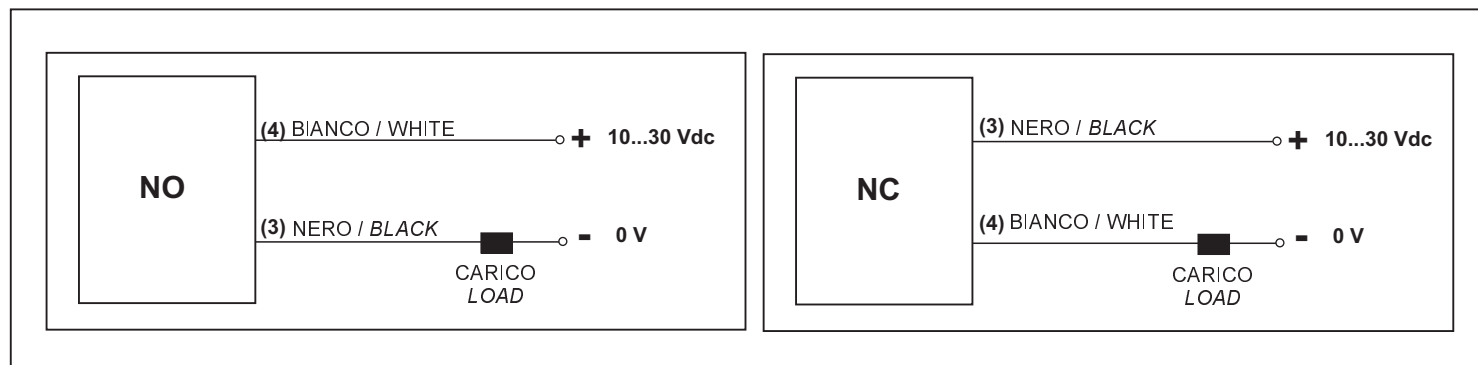 (4) BIANCO / WHITE
+ 10...30 Vdc
NO
(3) NERO / BLACK
- 0 V
CARICO
LOAD
(3) NERO / BLACK
+ 10...30 Vdc
NC
(4) BIANCO / WHITE
- 0 V
CARICO
LOAD